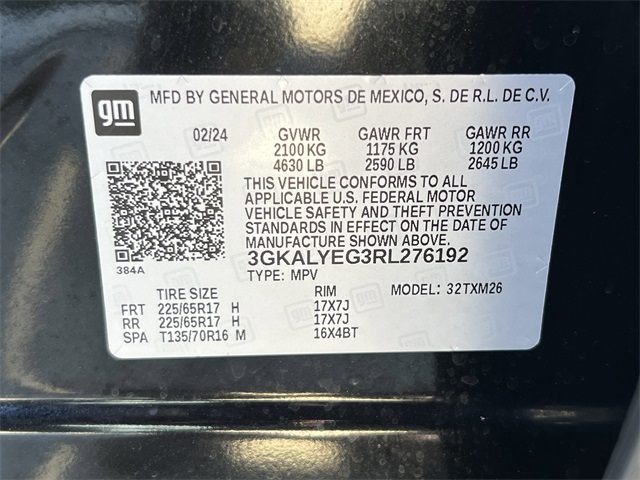 gm MFD BY GENERAL MOTORS DE MEXICO, S. DE R.L. DE C.V.
02/24 GVWR GAWR FRT GAWR RR
2100 KG 1175 KG 1200 KG
4630 LB 2590 LB 2645 LB
THIS VEHICLE CONFORMS TO ALL
APPLICABLE U.S. FEDERAL MOTOR
VEHICLE SAFETY AND THEFT PREVENTION
STANDARDS IN EFFECT ON THE DATE OF
MANUFACTURE SHOWN ABOVE.
3GKALYEG3RL276192
384A TYPE: MPV
TIRE SIZE RIM MODEL: 32TXM26
FRT 225/65R17 H 17X7J
RR 225/65R17 H 17X7J
SPA T135/70R16 M 16X4BT